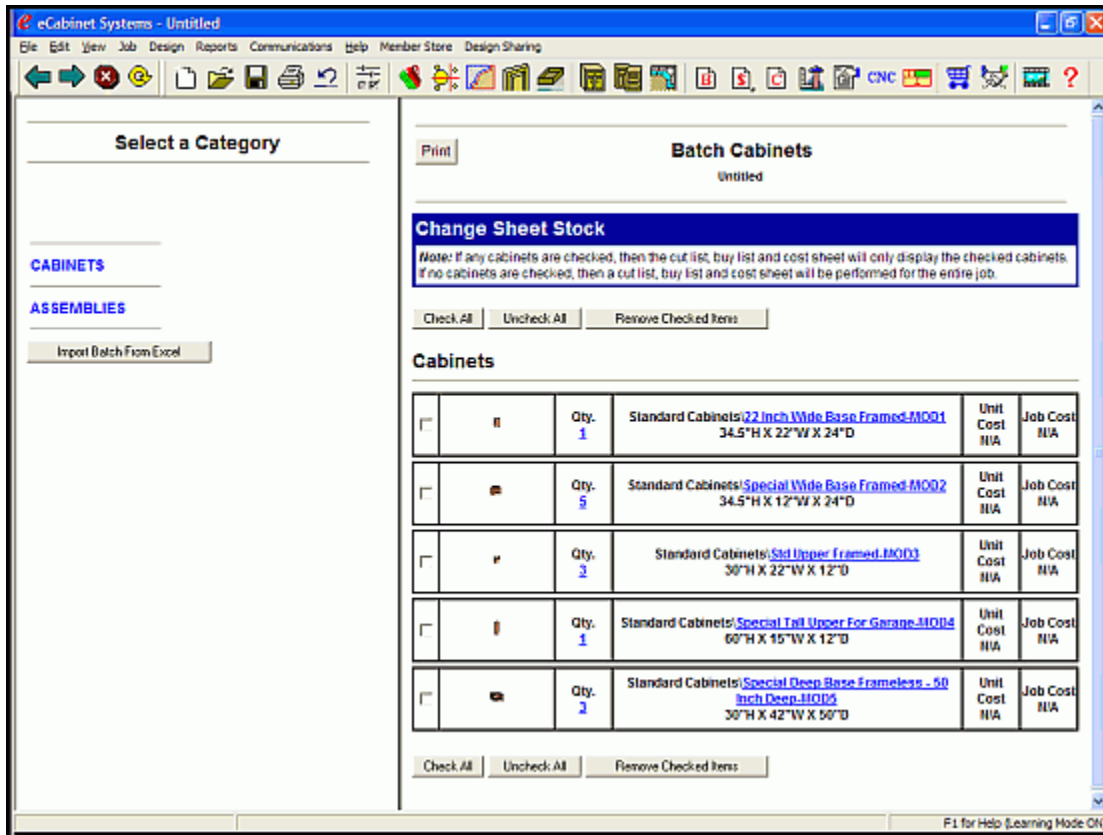 eCabinet Systems - Untitled
File Edit View Job Design Reports Communications Help Member Store Design Sharing
CNC
Select a Category
CABINETS
ASSEMBLIES
Import Batch From Excel
Print
Batch Cabinets
Untitled
Change Sheet Stock
Note: If any cabinets are checked, then the cut list, buy list and cost sheet will only display the checked cabinets.
If no cabinets are checked, then a cut list, buy list and cost sheet will be performed for the entire job.
Check All Uncheck All Remove Checked Items
Cabinets
Qty.
1
Standard Cabinets\22 Inch Wide Base Framed-MOD1
34.5"H X 22"W X 24"D
Unit
Cost
N/A
Job Cost
N/A
Qty.
5
Standard Cabinets\Special Wide Base Framed-MOD2
34.5"H X 12"W X 24"D
Unit
Cost
N/A
Job Cost
N/A
Qty.
3
Standard Cabinets\Std Upper Framed-MOD3
30"H X 22"W X 12"D
Unit
Cost
N/A
Job Cost
N/A
Qty.
1
Standard Cabinets\Special Tall Upper For Garage-MOD4
60"H X 15"W X 12"D
Unit
Cost
N/A
Job Cost
N/A
Qty.
3
Standard Cabinets\Special Deep Base Frameless - 50
Inch Deep-MOD5
30"H X 42"W X 50"D
Unit
Cost
N/A
Job Cost
N/A
Check All Uncheck All Remove Checked Items
F1 for Help (Learning Mode ON